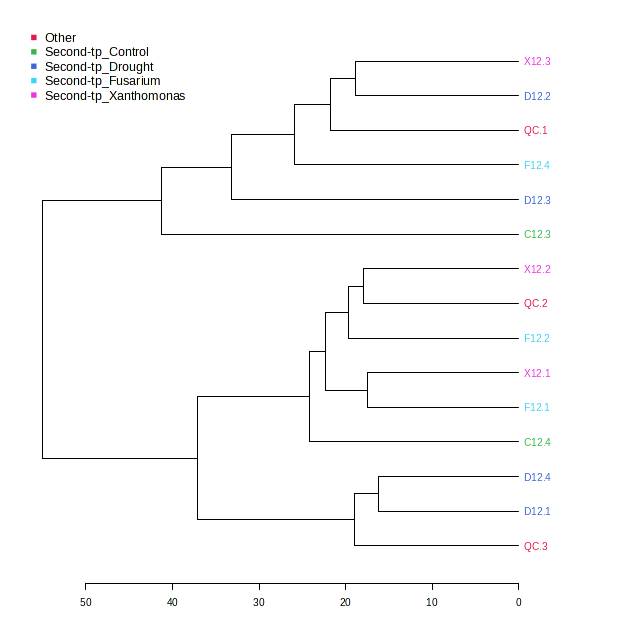 Other
Second-tp_Control
Second-tp_Drought
Second-tp_Fusarium
Second-tp_Xanthomonas
X12.3
D12.2
QC.1
F12.4
D12.3
C12.3
X12.2
QC.2
F12.2
X12.1
F12.1
C12.4
D12.4
D12.1
QC.3
50 40 30 20 10 0